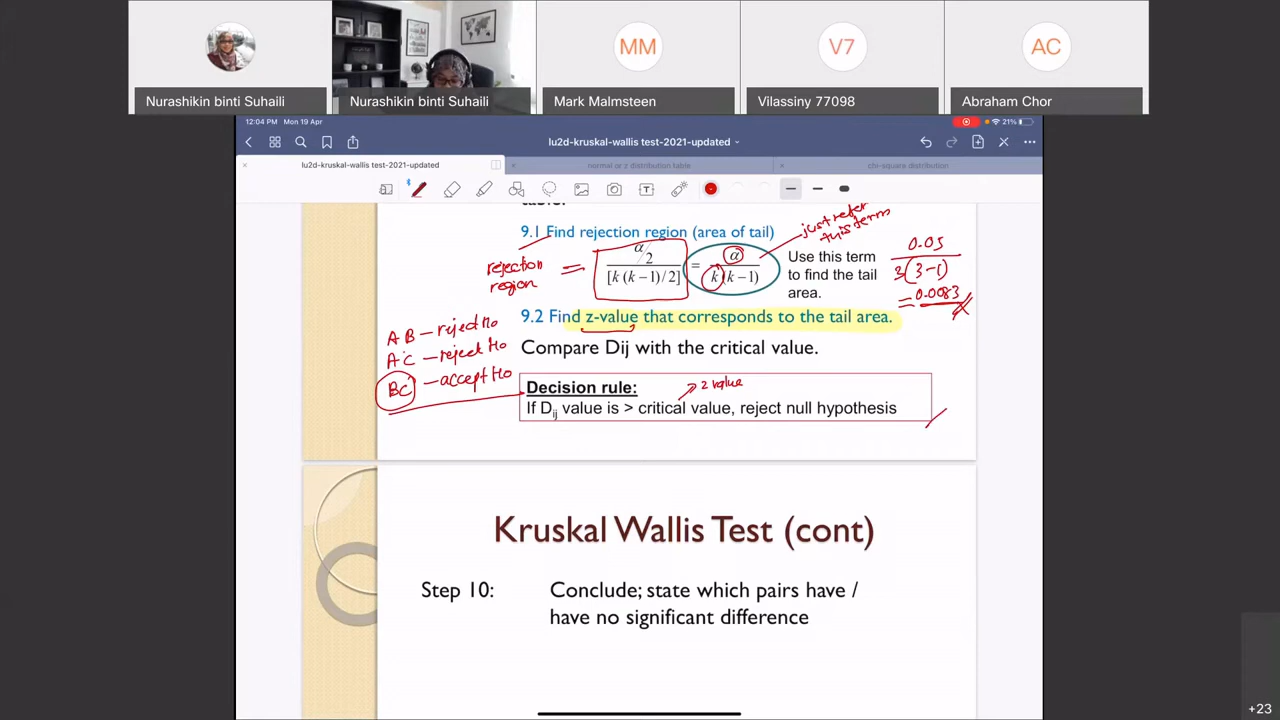 MM
V7
AC
Nurashikin binti Suhaili
Nurashikin binti Suhaili
Mark Malmsteen
Vilassiny 77098
Abraham Chor
12:04 PM Mon 19 Apr
21%
lu2d-kruskal-wallis test-2021-updated
lu2d-kruskal-wallis test-2021-updated
normal or z distribution table
chi-square distribution
table.
9.1 Find rejection region (area of tail)
just refer
this term
rejection
region
=
α/2
[k (k−1)/2]
=
α
k(k−1)
Use this term
to find the tail
area.
0.05
3(3-1)
= 0.0083
9.2 Find z-value that corresponds to the tail area.
AB – reject Ho
AC – reject Ho
BC – accept Ho
Compare Dij with the critical value.
Decision rule:
z value
If Dij value is > critical value, reject null hypothesis
Kruskal Wallis Test (cont)
Step 10: Conclude; state which pairs have /
have no significant difference
+23